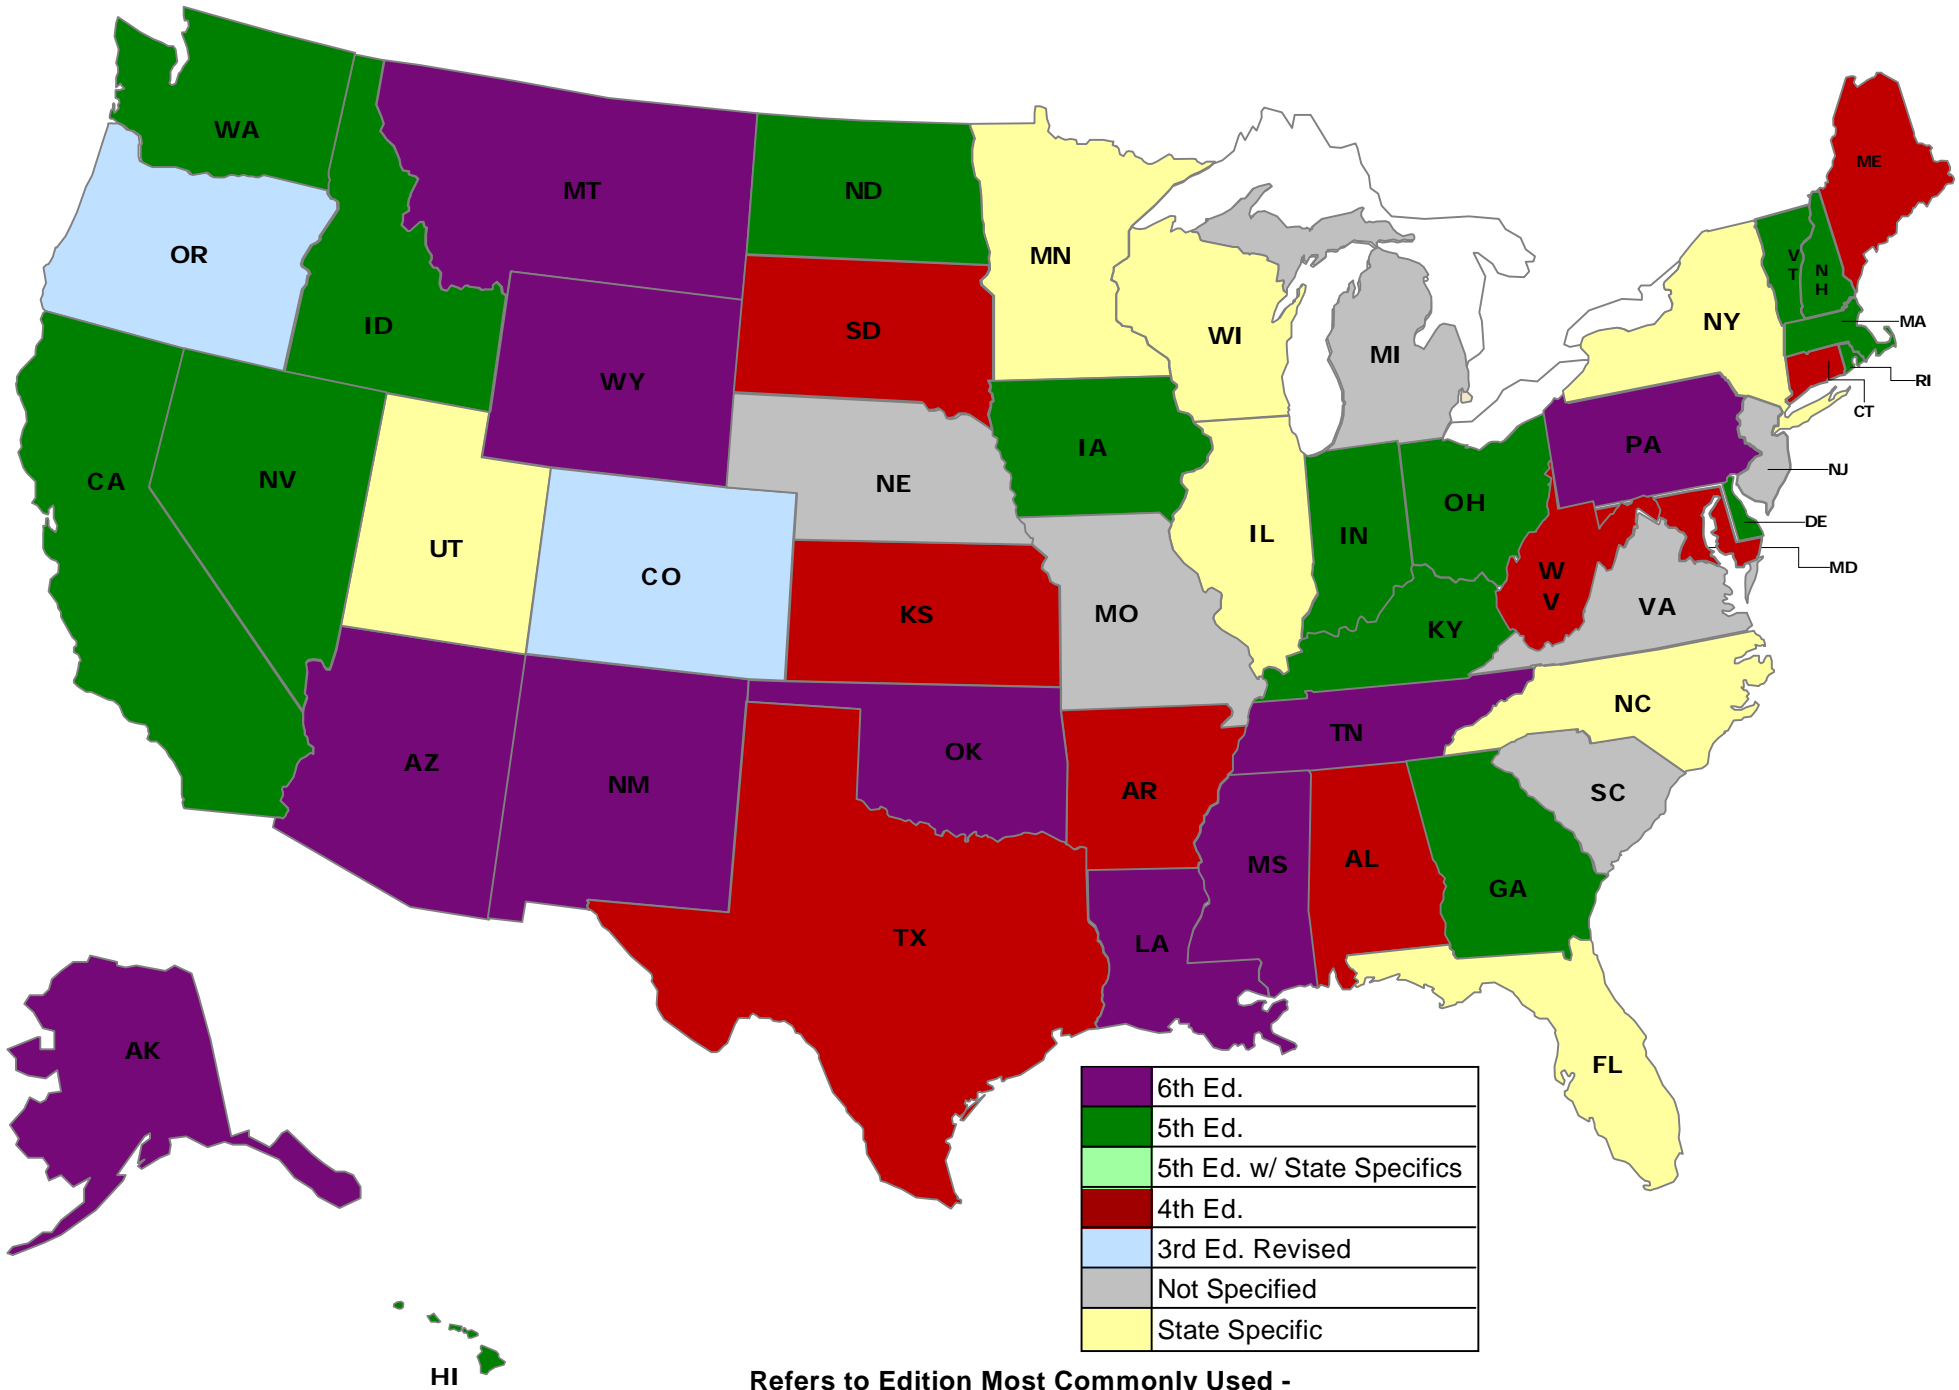 WA
MT
ND
MN
ME
OR
ID
SD
WI
MI
NY
VT
NH
MA
RI
CT
WY
CA
NV
NE
IA
PA
NJ
UT
CO
IL
IN
OH
DE
MD
KS
MO
KY
WV
VA
AZ
NM
OK
AR
TN
NC
SC
TX
LA
MS
AL
GA
AK
FL
HI
6th Ed.
5th Ed.
5th Ed. w/ State Specifics
4th Ed.
3rd Ed. Revised
Not Specified
State Specific
Refers to Edition Most Commonly Used -